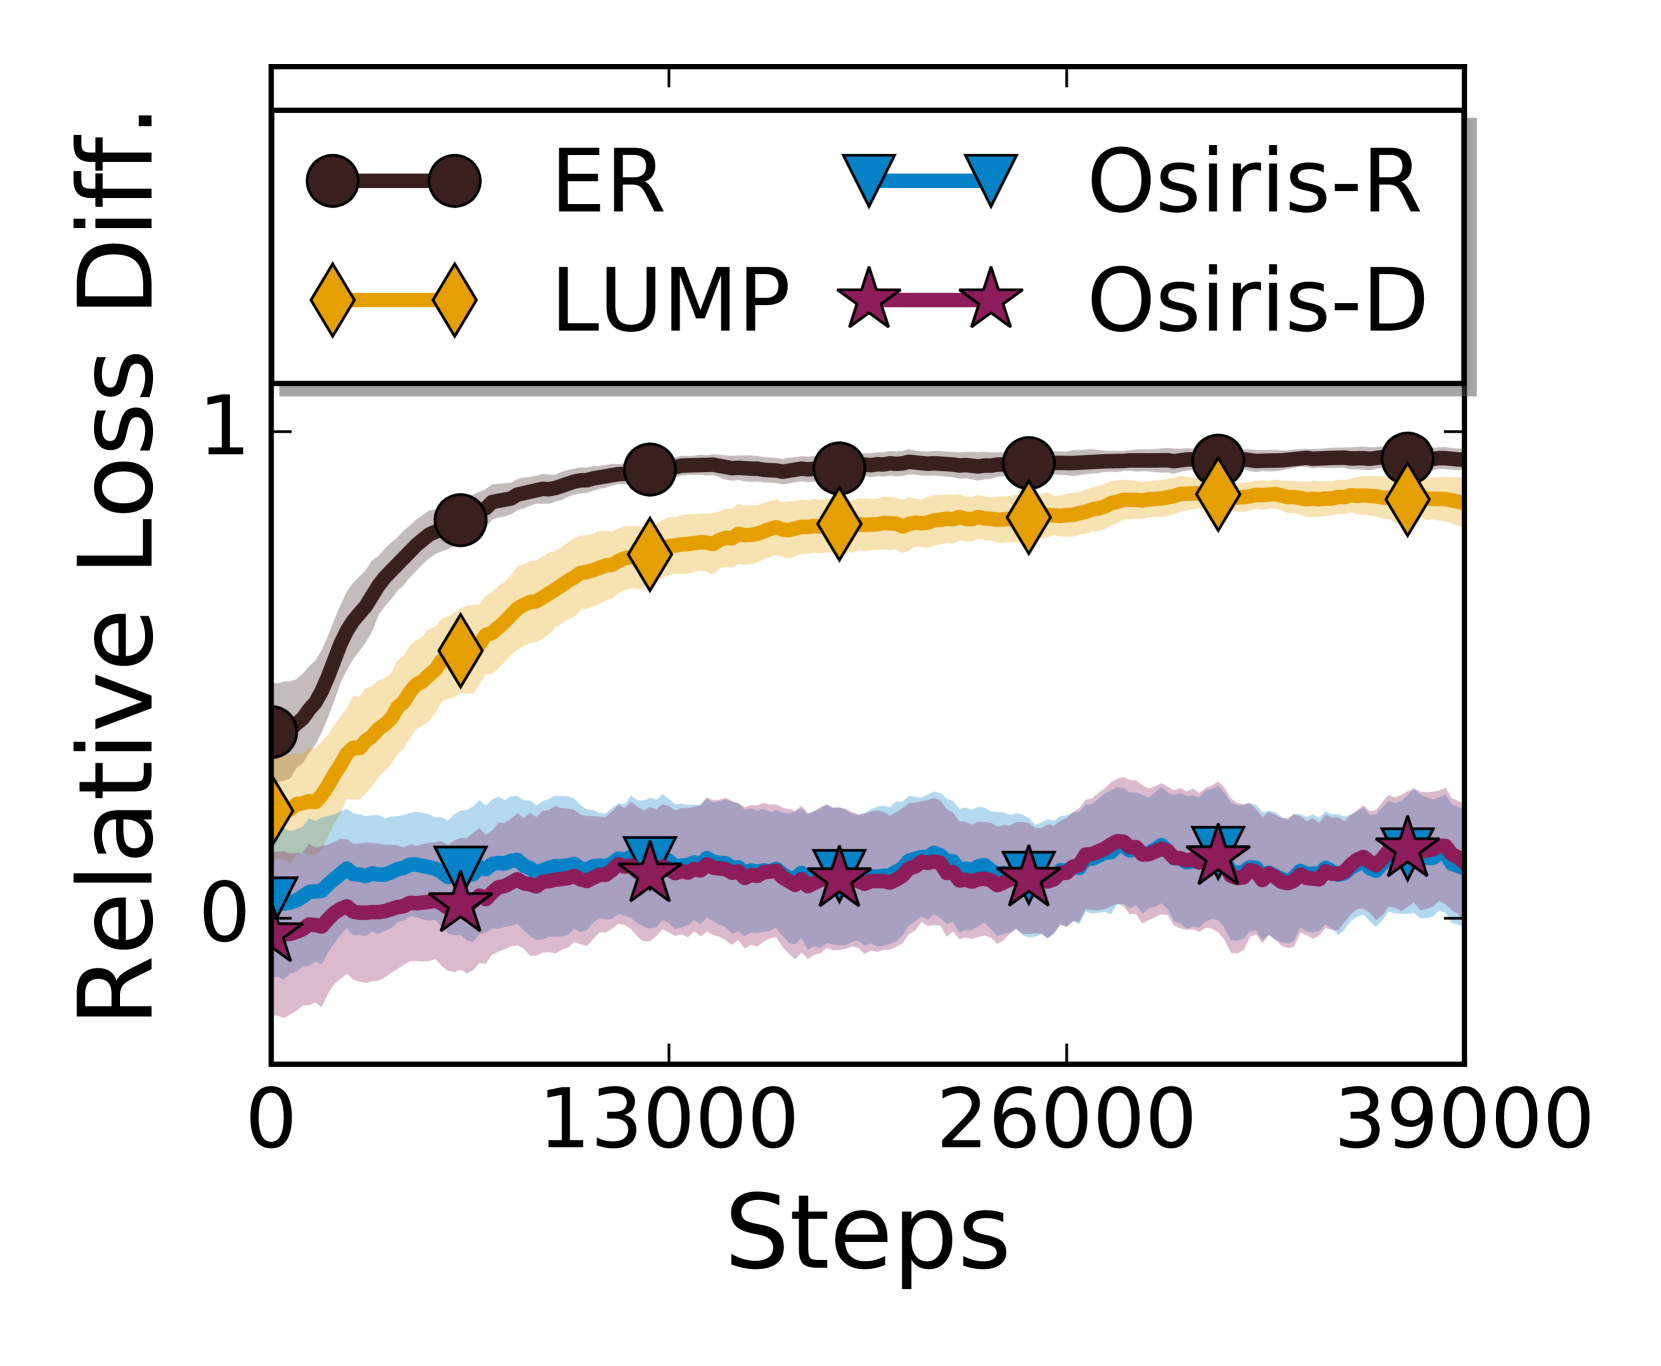 ER
Osiris-R
LUMP
Osiris-D
Relative Loss Diff.
1
0
0
13000
26000
39000
Steps